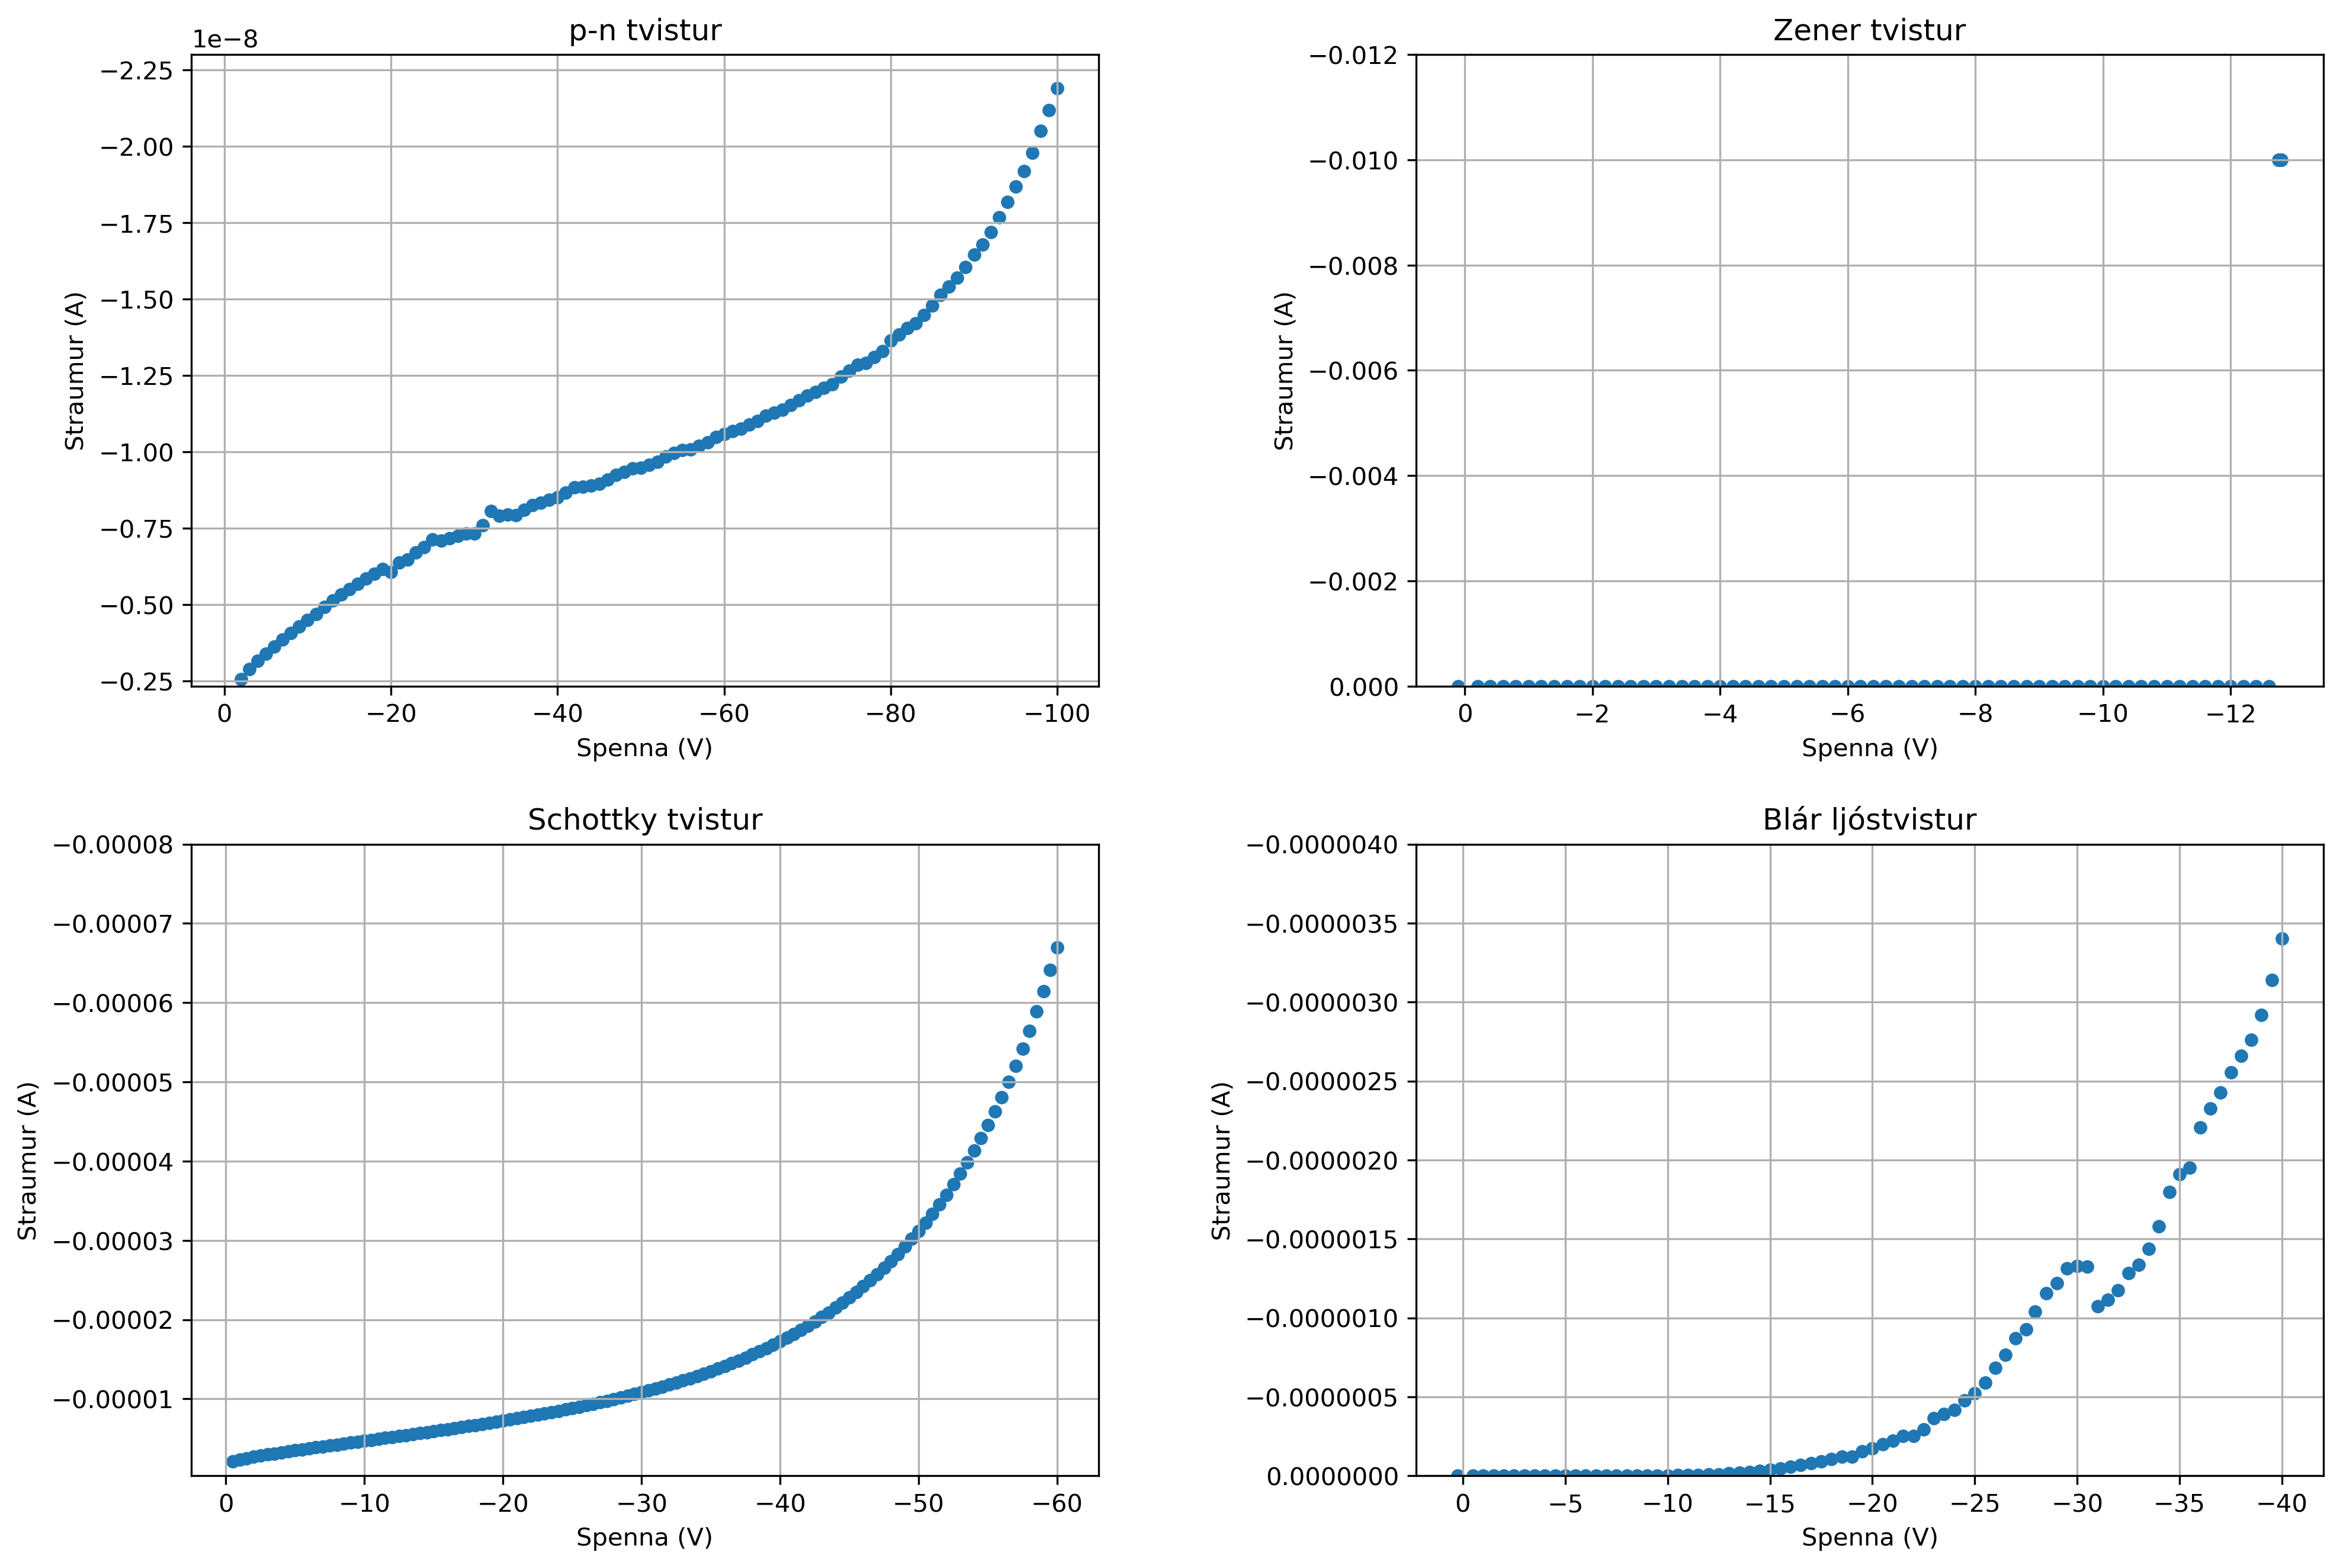 p-n tvistur
1e−8
−2.25
−2.00
−1.75
−1.50
−1.25
−1.00
−0.75
−0.50
−0.25
Straumur (A)
0 −20 −40 −60 −80 −100
Spenna (V)
Zener tvistur
−0.012
−0.010
−0.008
−0.006
−0.004
−0.002
0.000
Straumur (A)
0 −2 −4 −6 −8 −10 −12
Spenna (V)
Schottky tvistur
−0.00008
−0.00007
−0.00006
−0.00005
−0.00004
−0.00003
−0.00002
−0.00001
Straumur (A)
0 −10 −20 −30 −40 −50 −60
Spenna (V)
Blár ljóstvistur
−0.0000040
−0.0000035
−0.0000030
−0.0000025
−0.0000020
−0.0000015
−0.0000010
−0.0000005
0.0000000
Straumur (A)
0 −5 −10 −15 −20 −25 −30 −35 −40
Spenna (V)